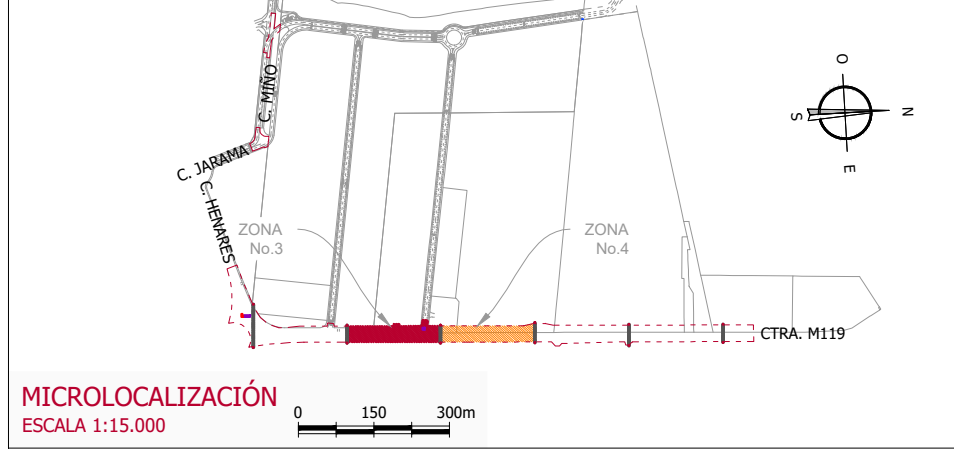 C. MIÑO
O
S
N
E
C. JARAMA
C. HENARES
ZONA
No.3
ZONA
No.4
CTRA. M119
MICROLOCALIZACIÓN
ESCALA 1:15.000
0 150 300m